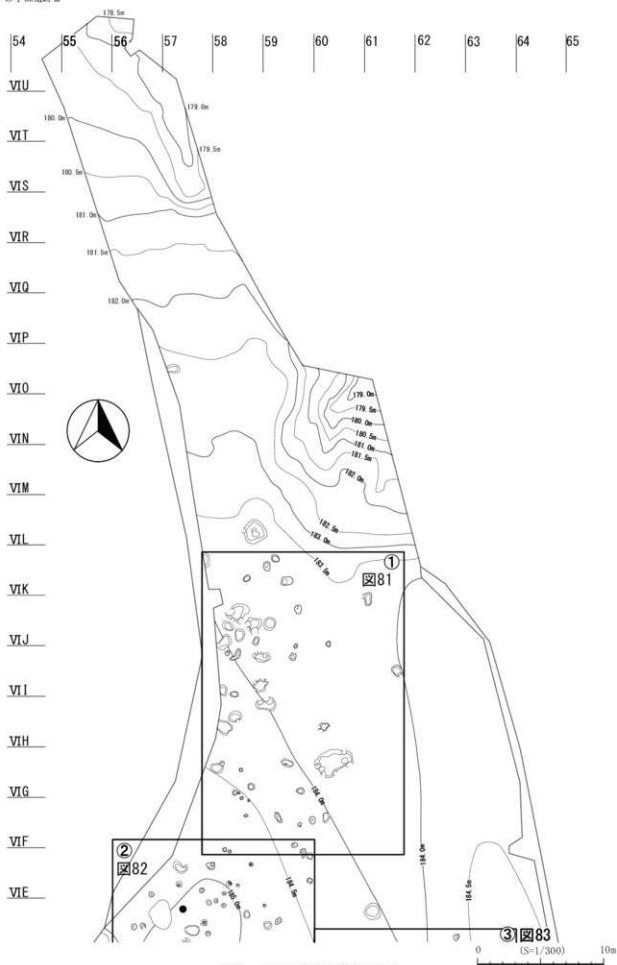 178.5m
54 55 56 57 58 59 60 61 62 63 64 65
VIU
179.0m
180.0m
VIT
179.5m
180.5m
VIS
181.0m
VIR
181.5m
VIQ
182.0m
VIP
VIO
179.0m
179.5m
180.0m
VIN
180.5m
181.0m
181.5m
182.0m
VIM
182.5m
183.0m
VIL
183.5m
①
図81
VIK
VIJ
VII
VIH
184.0m
VIG
184.0m
VIF
②
図82
184.5m
VIE
185.0m
184.5m
③図83
0 (S=1/300) 10m